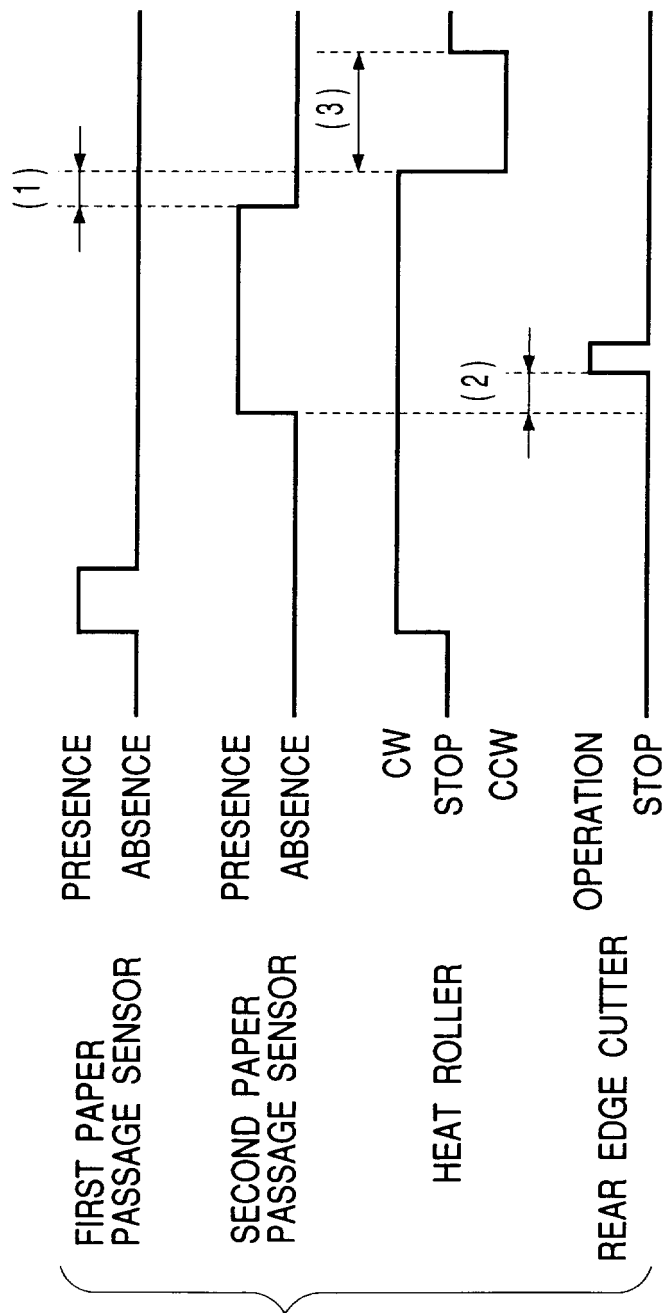 FIRST PAPER
PASSAGE SENSOR
PRESENCE
ABSENCE
(1)
SECOND PAPER
PASSAGE SENSOR
PRESENCE
ABSENCE
(3)
HEAT ROLLER
CW
STOP
CCW
(2)
REAR EDGE CUTTER
OPERATION
STOP